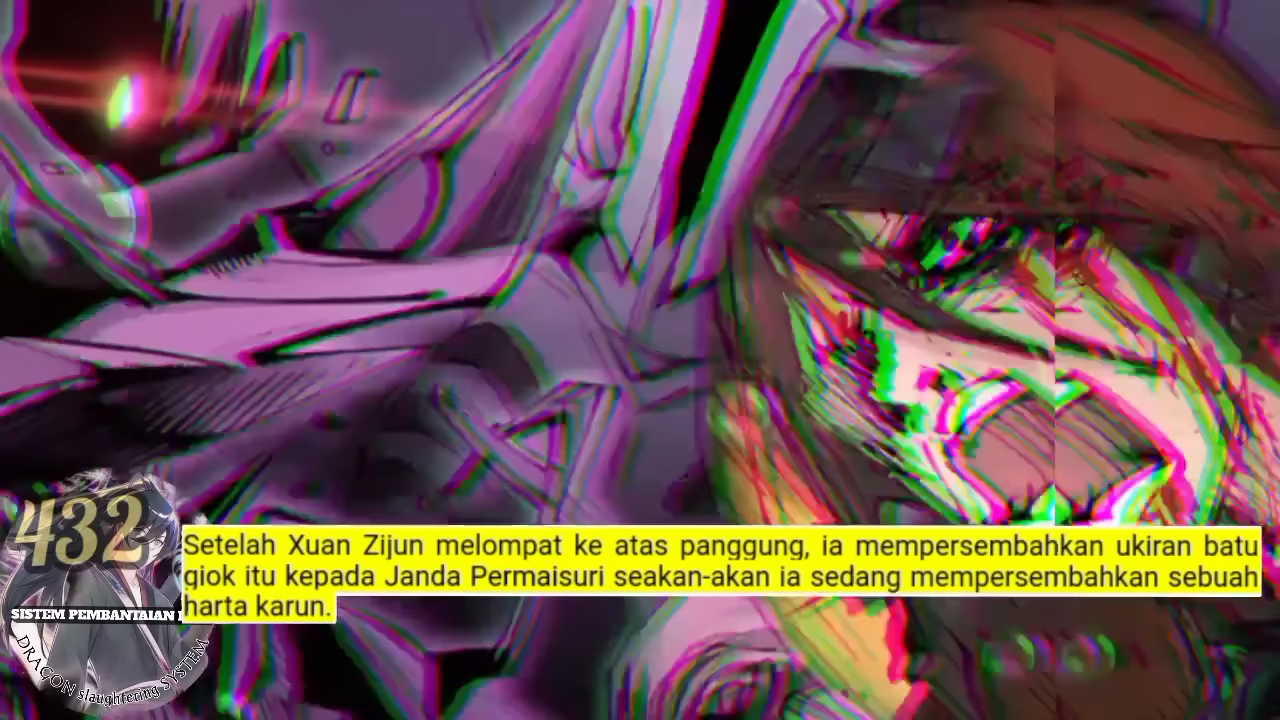 432
Setelah Xuan Zijun melompat ke atas panggung, ia mempersembahkan ukiran batu
giok itu kepada Janda Permaisuri seakan-akan ia sedang mempersembahkan sebuah
harta karun.
SISTEM PEMBANTAIAN
DRAGON slaughtering SYSTEM